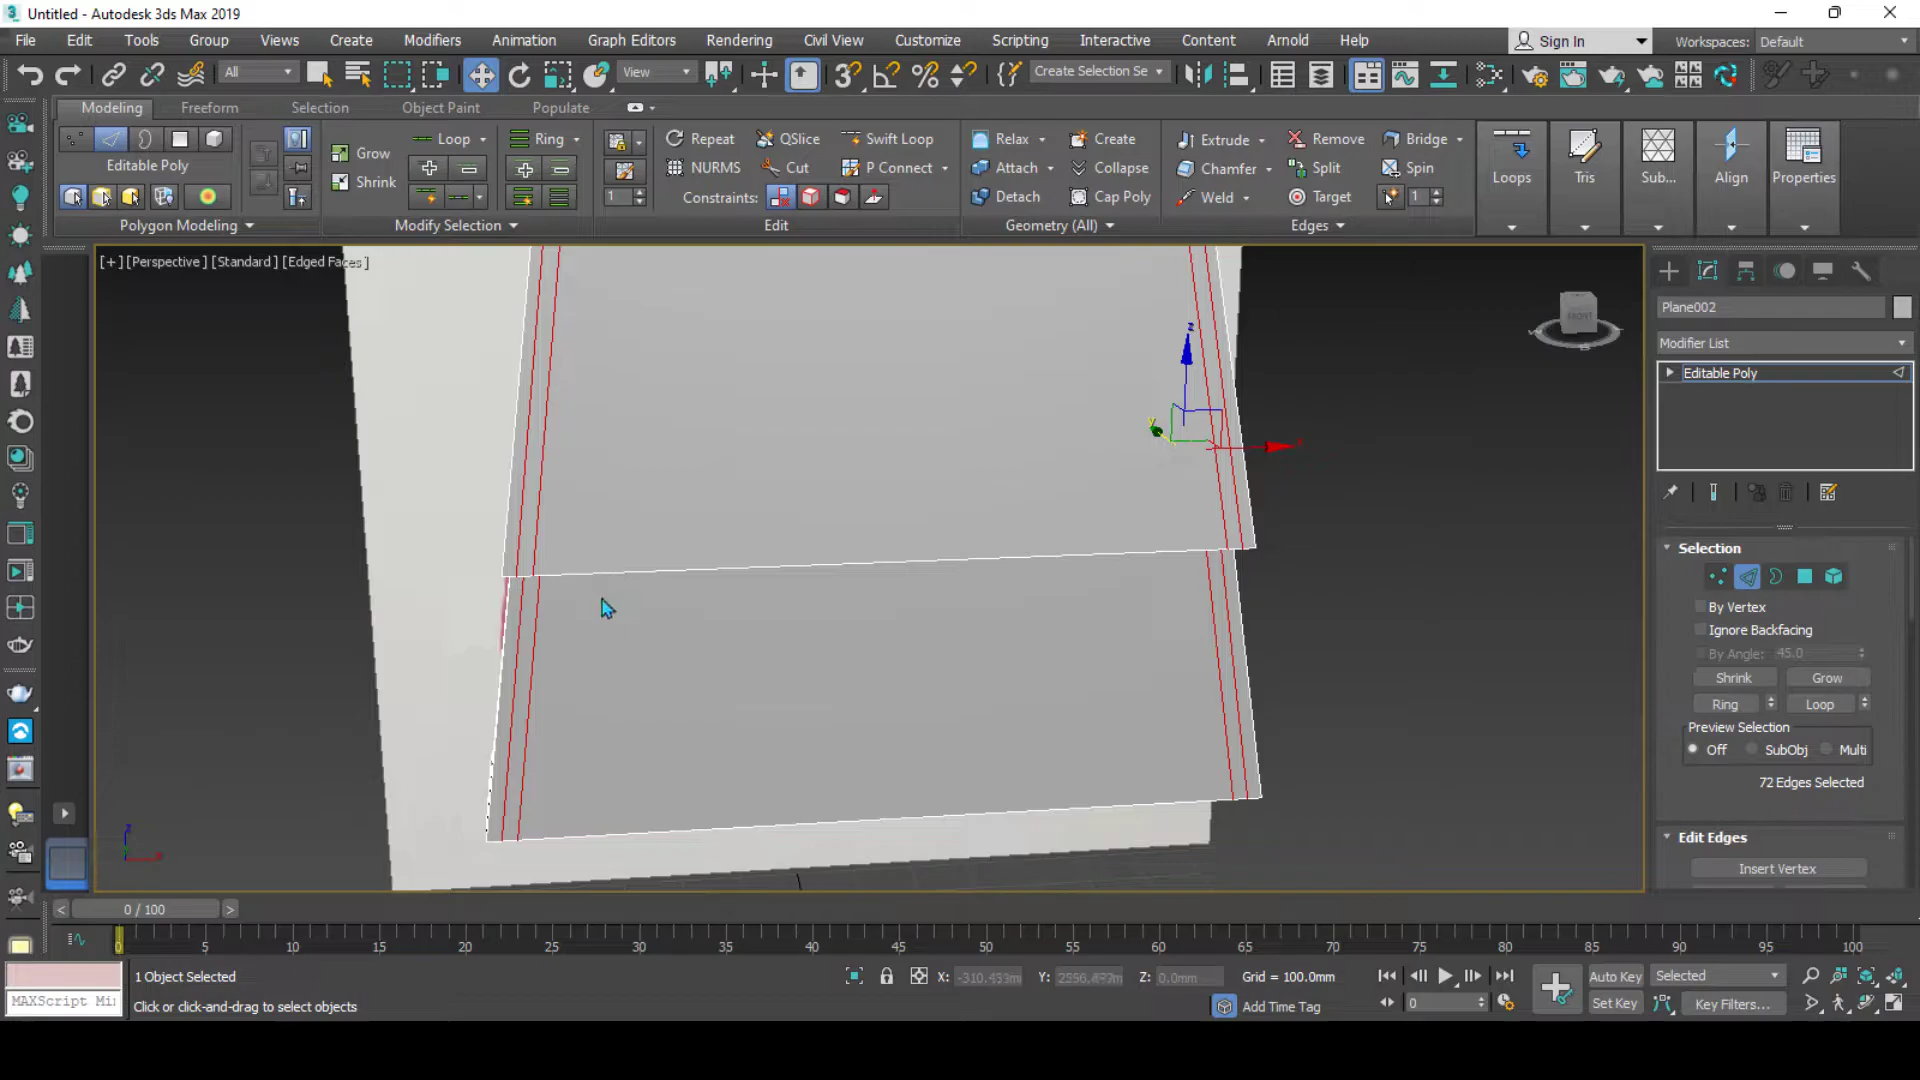 Untitled - Autodesk 3ds Max 2019
File Edit Tools Group Views Create Modifiers Animation Graph Editors Rendering Civil View Customize Scripting Interactive Content Arnold Help Sign In Workspaces: Default
All View Create Selection Se
Modeling Freeform Selection Object Paint Populate
Loop Ring Repeat QSlice Swift Loop Relax Create Extrude Remove Bridge
Editable Poly Grow NURMS Cut P Connect Attach Collapse Chamfer Split Spin Loops Tris Sub... Align Properties
Shrink 1 Constraints: Detach Cap Poly Weld Target 1
Polygon Modeling Modify Selection Edit Geometry (All) Edges
[+] [Perspective] [Standard] [Edged Faces]
FRONT
Plane002
Modifier List
Editable Poly
z
x
y
Selection
By Vertex
Ignore Backfacing
By Angle: 45.0
Shrink Grow
Ring Loop
Preview Selection
Off SubObj Multi
72 Edges Selected
Edit Edges
Insert Vertex
z
x
< 0 / 100 >
0 5 10 15 20 25 30 35 40 45 50 55 60 65 70 75 80 85 90 95 100
1 Object Selected X: Y: Z: 0.0mm Grid = 100.0mm Auto Key Selected
MAXScript Mi Click or click-and-drag to select objects Add Time Tag 0 Set Key Key Filters...